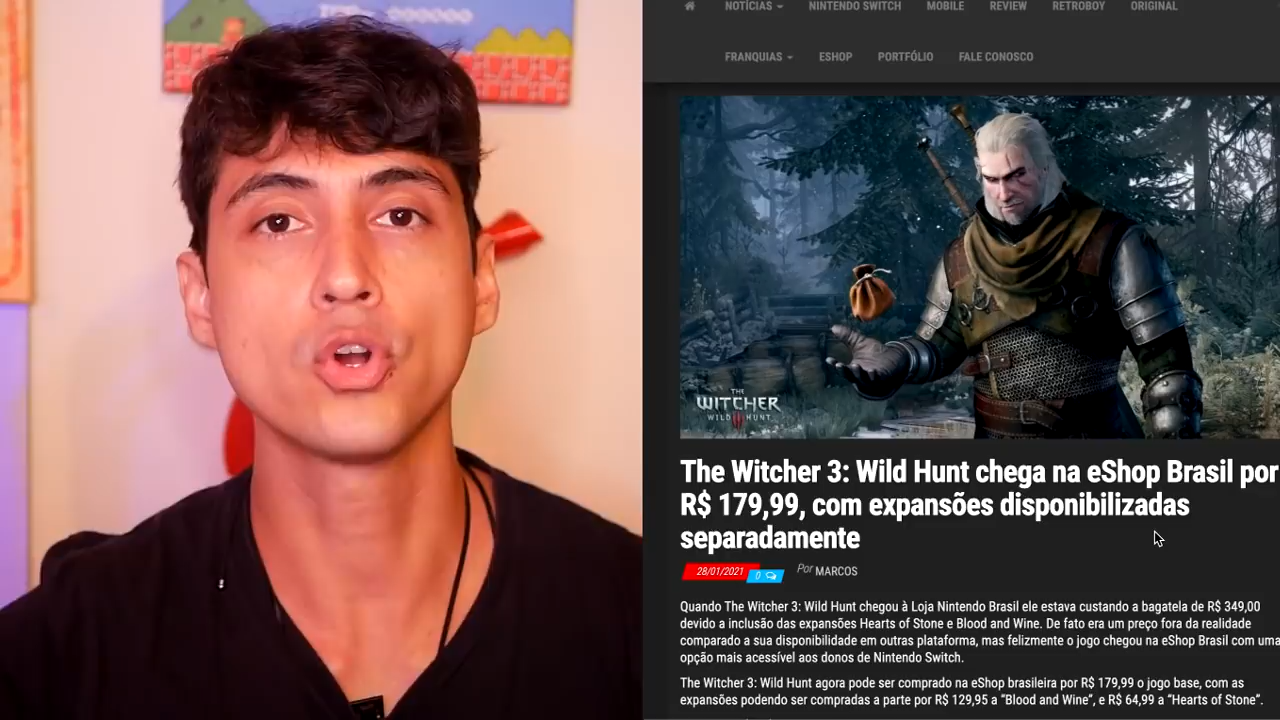 NOTÍCIAS
NINTENDO SWITCH
MOBILE
REVIEW
RETROBOY
ORIGINAL
FRANQUIAS
ESHOP
PORTFÓLIO
FALE CONOSCO
THE
WITCHER
WILD HUNT
The Witcher 3: Wild Hunt chega na eShop Brasil por
R$ 179,99, com expansões disponibilizadas
separadamente
28/01/2021
0
Por MARCOS
Quando The Witcher 3: Wild Hunt chegou à Loja Nintendo Brasil ele estava custando a bagatela de R$ 349,00
devido a inclusão das expansões Hearts of Stone e Blood and Wine. De fato era um preço fora da realidade
comparado a sua disponibilidade em outras plataforma, mas felizmente o jogo chegou na eShop Brasil com uma
opção mais acessível aos donos de Nintendo Switch.
The Witcher 3: Wild Hunt agora pode ser comprado na eShop brasileira por R$ 179,99 o jogo base, com as
expansões podendo ser compradas a parte por R$ 129,95 a “Blood and Wine”, e R$ 64,99 a “Hearts of Stone”.